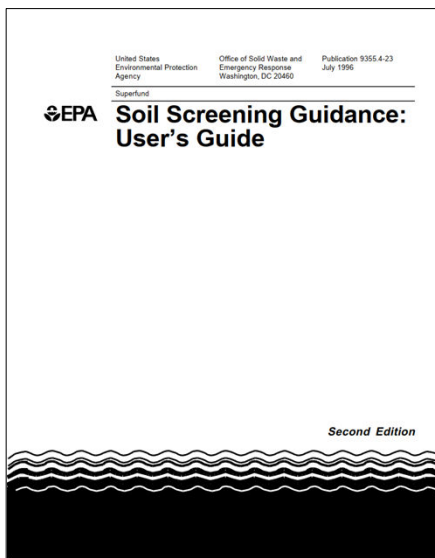 United States
Environmental Protection
Agency
Office of Solid Waste and
Emergency Response
Washington, DC 20460
Publication 9355.4-23
July 1996
Superfund
EPA
Soil Screening Guidance:
User's Guide
Second Edition